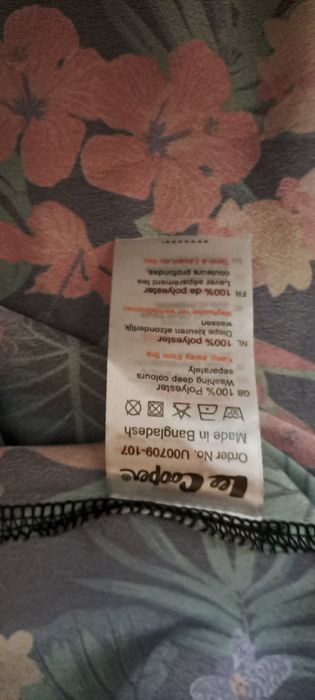 Lee Cooper
Order No. U00709-107
Made in Bangladesh
GB 100% Polyester
Washing deep colours
separately
Keep away from fire
NL 100% polyester
Diepe kleuren afzonderlijk
wassen
FR 100% de polyester
Laver séparément les
couleurs profondes